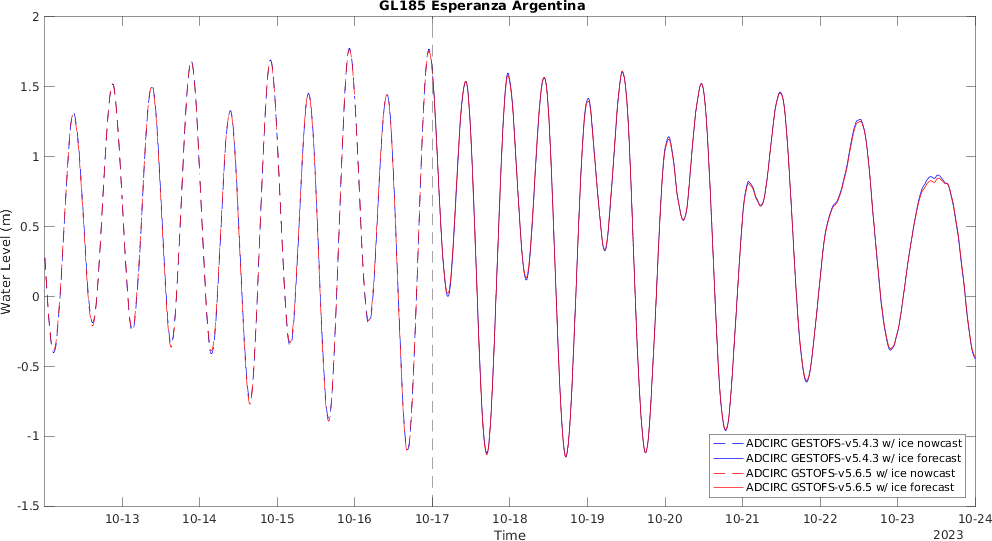 GL185 Esperanza Argentina
Water Level (m)
2
1.5
1
0.5
0
-0.5
-1
-1.5
10-13 10-14 10-15 10-16 10-17 10-18 10-19 10-20 10-21 10-22 10-23 10-24
Time
2023
ADCIRC GESTOFS-v5.4.3 w/ ice nowcast
ADCIRC GESTOFS-v5.4.3 w/ ice forecast
ADCIRC GSTOFS-v5.6.5 w/ ice nowcast
ADCIRC GSTOFS-v5.6.5 w/ ice forecast